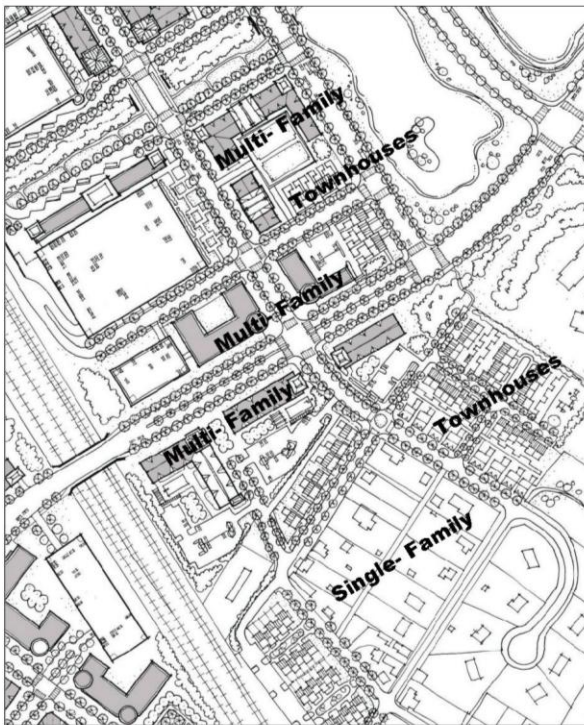 Multi- Family
Townhouses
Multi-Family
Townhouses
Multi- Family
Single- Family